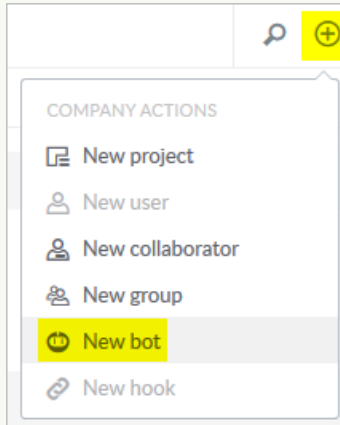 COMPANY ACTIONS
New project
New user
New collaborator
New group
New bot
New hook